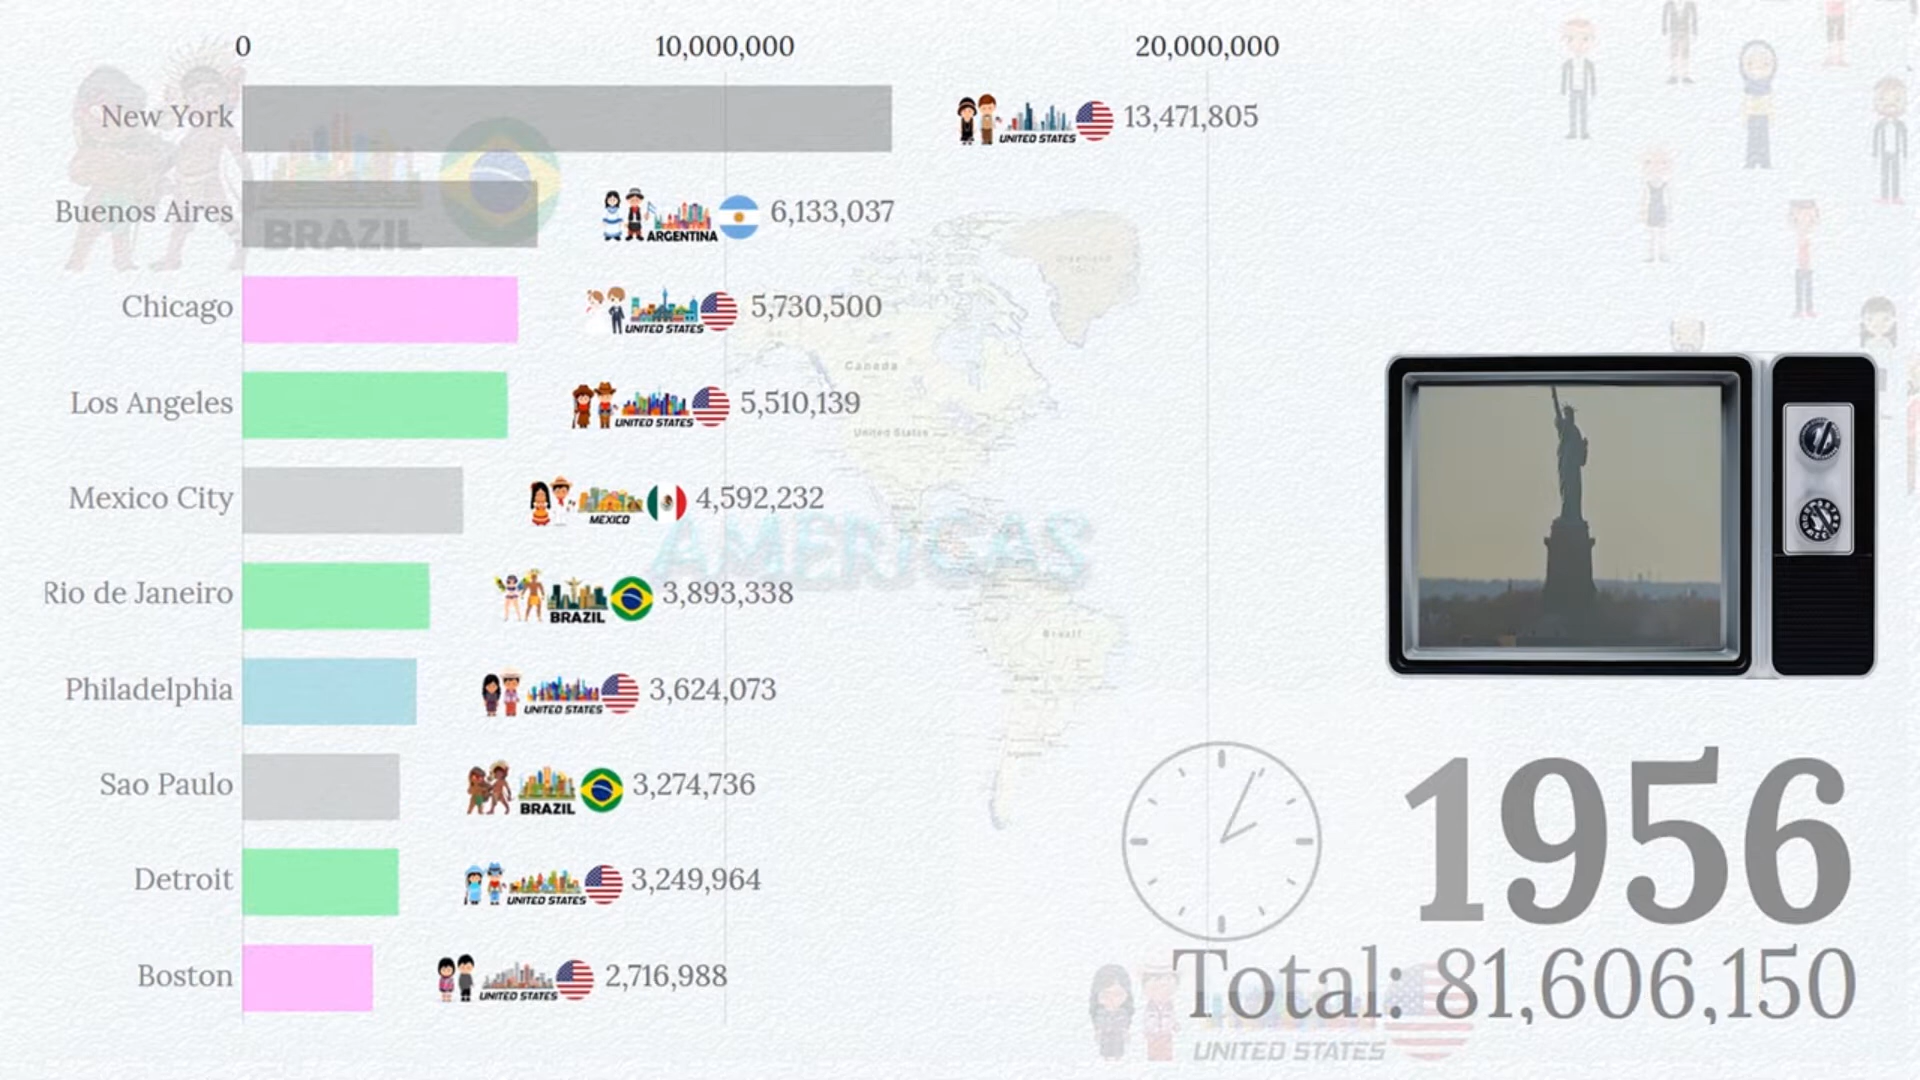 0 10,000,000 20,000,000
New York UNITED STATES 13,471,805
Buenos Aires ARGENTINA 6,133,037
BRAZIL
Chicago UNITED STATES 5,730,500
Canada
Los Angeles UNITED STATES 5,510,139
United States
Mexico City MEXICO 4,592,232
AMERICAS
Rio de Janeiro BRAZIL 3,893,338
Brazil
Philadelphia UNITED STATES 3,624,073
Sao Paulo BRAZIL 3,274,736
1956
Detroit UNITED STATES 3,249,964
Boston UNITED STATES 2,716,988
Total: 81,606,150
UNITED STATES